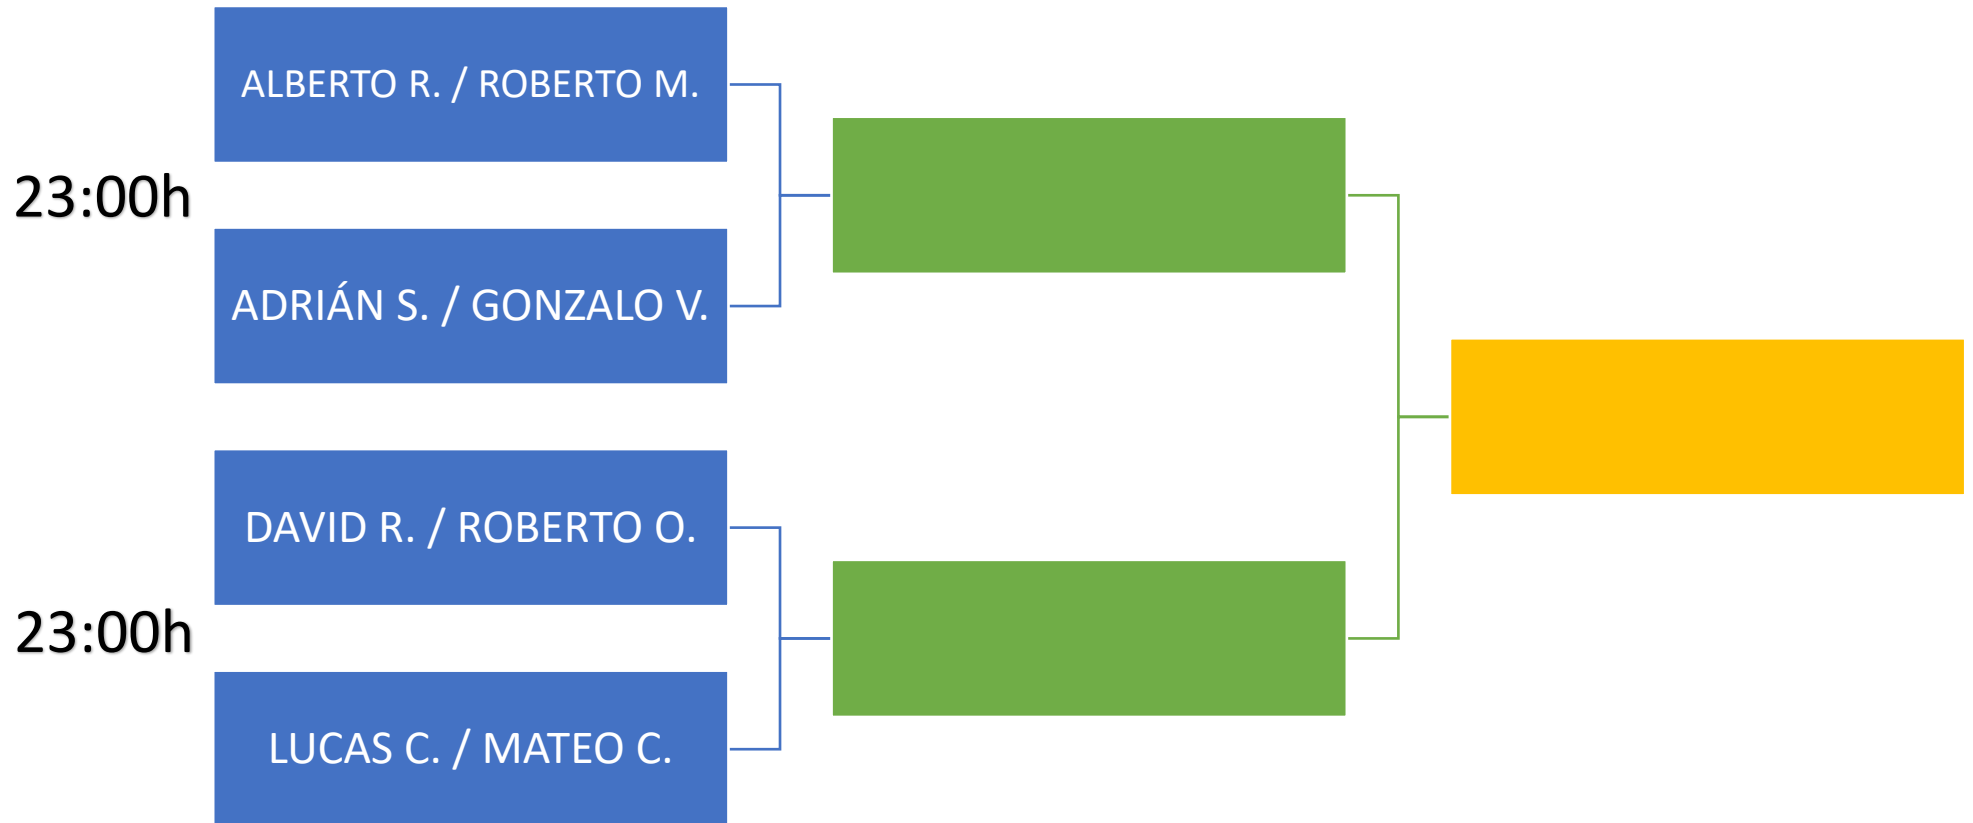 ALBERTO R. / ROBERTO M.
23:00h
ADRIÁN S. / GONZALO V.
DAVID R. / ROBERTO O.
23:00h
LUCAS C. / MATEO C.